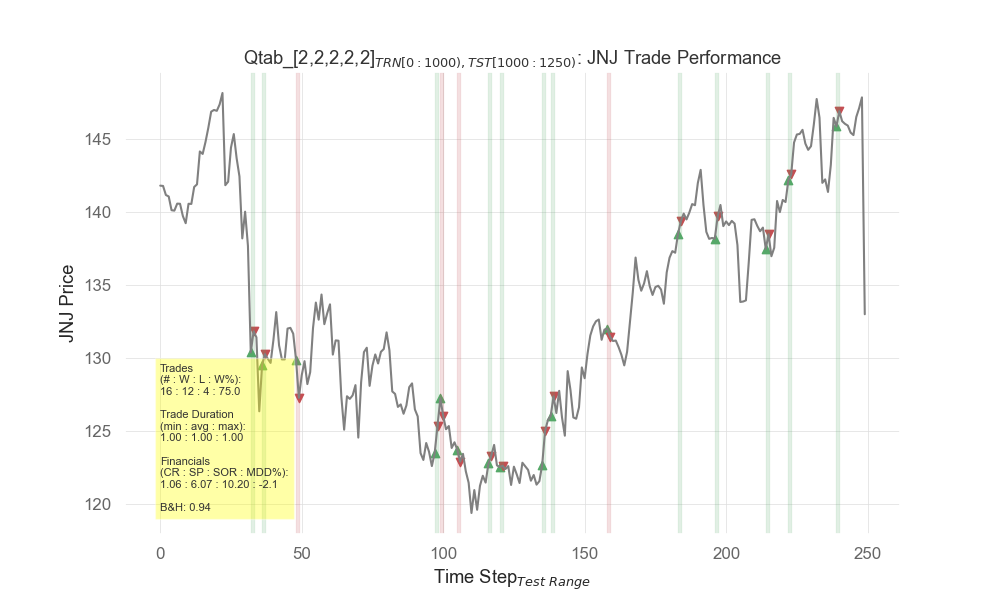 Qtab_[2,2,2,2,2]TRN[0 : 1000), TST[1000 : 1250): JNJ Trade Performance
JNJ Price
145
140
135
130
125
120
Trades
(# : W : L : W%):
16 : 12 : 4 : 75.0
Trade Duration
(min : avg : max):
1.00 : 1.00 : 1.00
Financials
(CR : SP : SOR : MDD%):
1.06 : 6.07 : 10.20 : -2.1
B&H: 0.94
0 50 100 150 200 250
Time StepTest Range